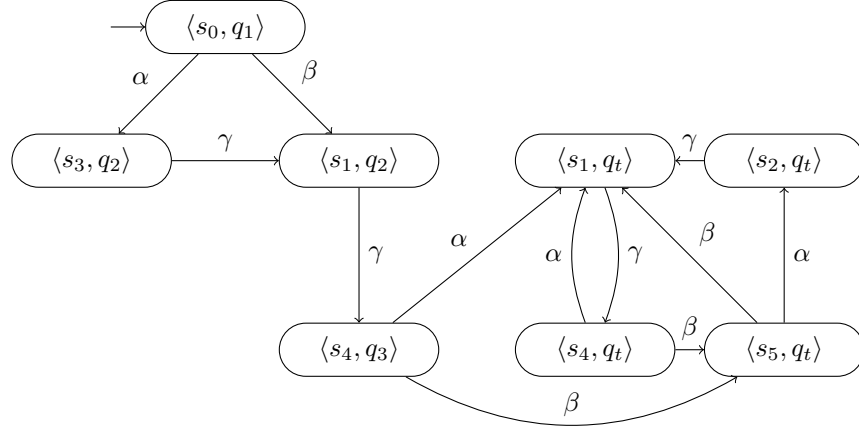 ⟨s₀, q₁⟩
α β
⟨s₃, q₂⟩ γ ⟨s₁, q₂⟩ ⟨s₁, qₜ⟩ γ ⟨s₂, qₜ⟩
γ α α γ β α
⟨s₄, q₃⟩ ⟨s₄, qₜ⟩ β ⟨s₅, qₜ⟩
β